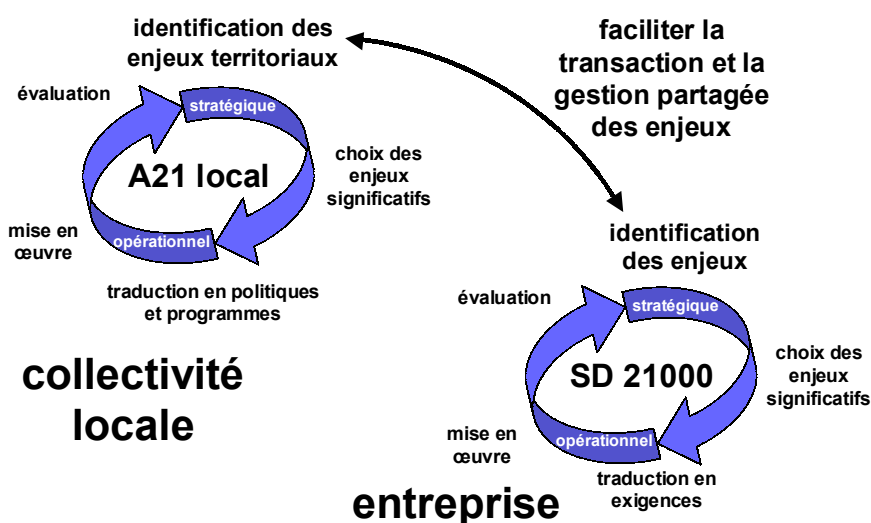 identification des
enjeux territoriaux
faciliter la
transaction et la
gestion partagée
des enjeux
évaluation
stratégique
A21 local
choix des
enjeux
significatifs
mise en
œuvre
opérationnel
traduction en politiques
et programmes
collectivité
locale
identification
des enjeux
évaluation
stratégique
SD 21000
choix des
enjeux
significatifs
mise en
œuvre
opérationnel
traduction en
exigences
entreprise